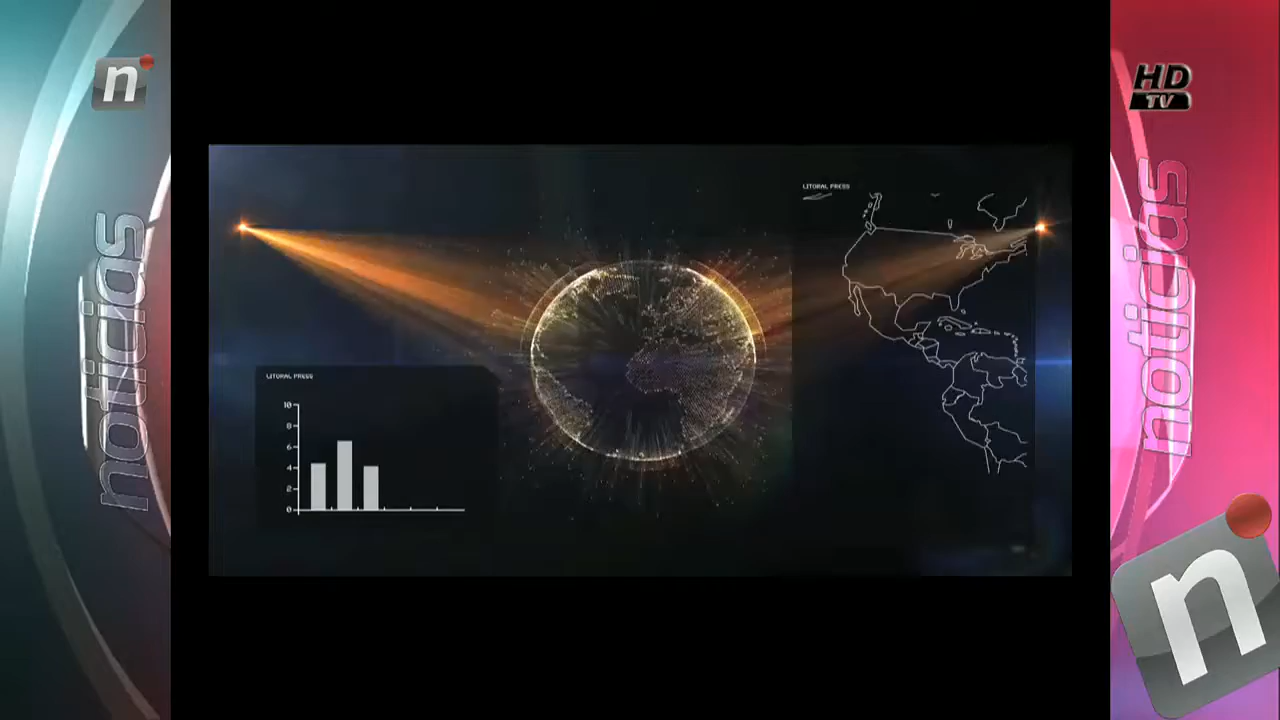 n
HD
TV
noticias
noticias
LITORAL PRESS
LITORAL PRESS
10
8
6
4
2
0
n